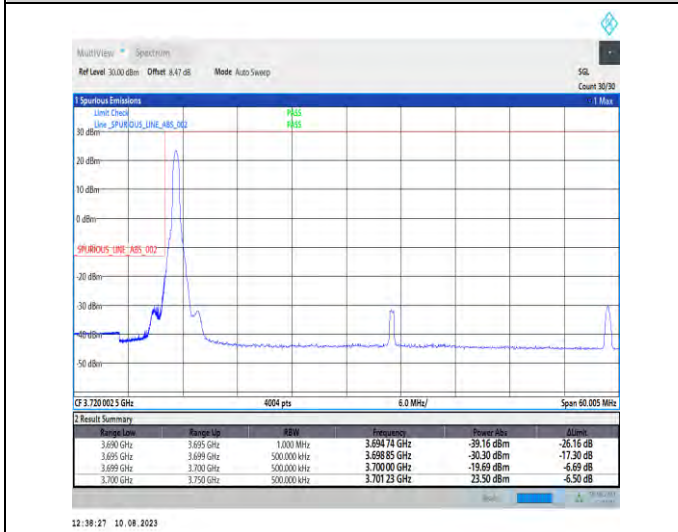 MultiView Spectrum
Ref Level 30.00 dBm Offset 8.47 dB Mode Auto Sweep SGL
Count 30/30
1 Spurious Emissions 1 Max
Limit Check PASS
Line _SPURIOUS_LINE_ABS_002 PASS
30 dBm
20 dBm
10 dBm
0 dBm
_SPURIOUS_LINE_ABS_002
-20 dBm
-30 dBm
-40 dBm
-50 dBm
CF 3.720 002 5 GHz 4004 pts 6.0 MHz/ Span 60.005 MHz
2 Result Summary
Range Low Range Up RBW Frequency Power Abs ΔLimit
3.690 GHz 3.695 GHz 1.000 MHz 3.694 74 GHz -39.16 dBm -26.16 dB
3.695 GHz 3.699 GHz 500.000 kHz 3.698 85 GHz -30.30 dBm -17.30 dB
3.699 GHz 3.700 GHz 500.000 kHz 3.700 00 GHz -19.69 dBm -6.69 dB
3.700 GHz 3.750 GHz 500.000 kHz 3.701 23 GHz 23.50 dBm -6.50 dB
12:38:27 10.08.2023